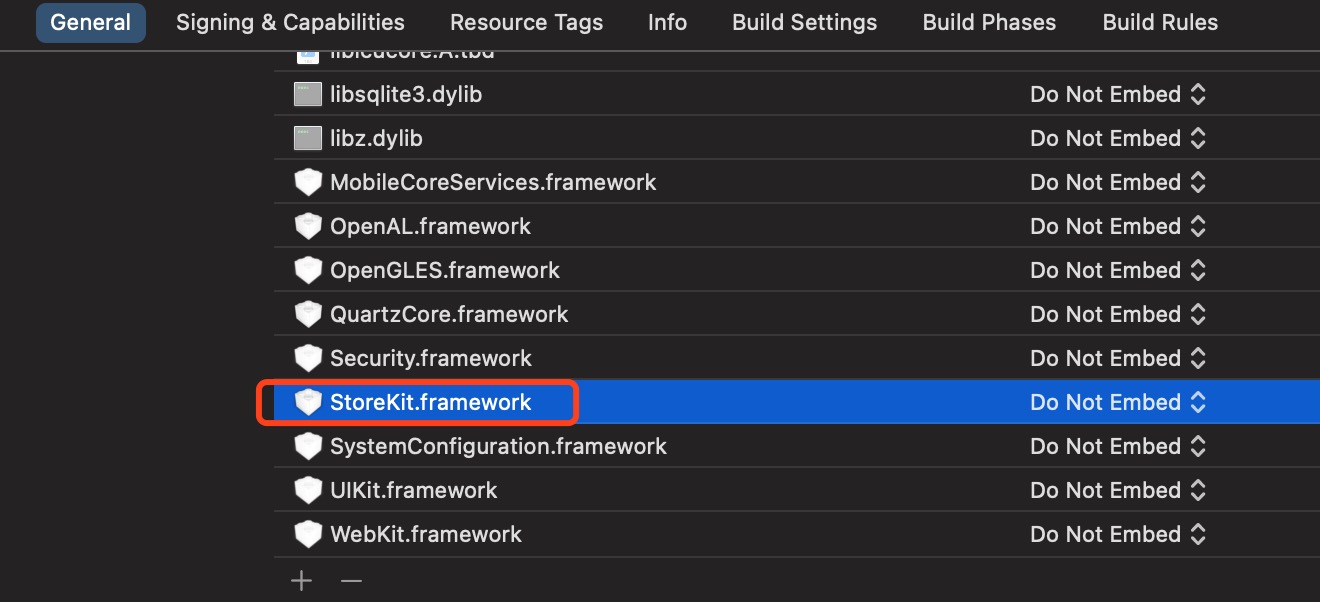 General Signing & Capabilities Resource Tags Info Build Settings Build Phases Build Rules
libicucore.A.tbd
libsqlite3.dylib Do Not Embed
libz.dylib Do Not Embed
MobileCoreServices.framework Do Not Embed
OpenAL.framework Do Not Embed
OpenGLES.framework Do Not Embed
QuartzCore.framework Do Not Embed
Security.framework Do Not Embed
StoreKit.framework Do Not Embed
SystemConfiguration.framework Do Not Embed
UIKit.framework Do Not Embed
WebKit.framework Do Not Embed